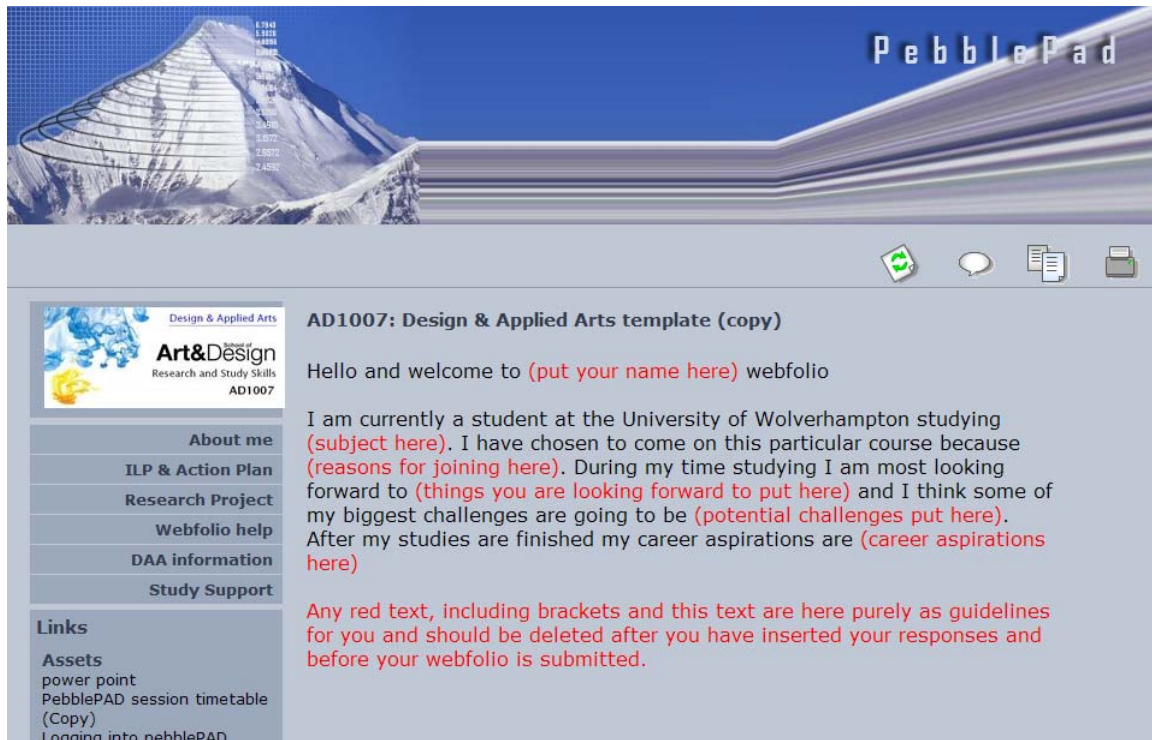 PebblePad
6.7843
2.4592
Design & Applied Arts
School of
Art&Design
Research and Study Skills
AD1007
About me
ILP & Action Plan
Research Project
Webfolio help
DAA information
Study Support
Links
Assets
power point
PebblePAD session timetable
(Copy)
Logging into pebblePAD
AD1007: Design & Applied Arts template (copy)
Hello and welcome to (put your name here) webfolio
I am currently a student at the University of Wolverhampton studying
(subject here). I have chosen to come on this particular course because
(reasons for joining here). During my time studying I am most looking
forward to (things you are looking forward to put here) and I think some of
my biggest challenges are going to be (potential challenges put here).
After my studies are finished my career aspirations are (career aspirations
here)
Any red text, including brackets and this text are here purely as guidelines
for you and should be deleted after you have inserted your responses and
before your webfolio is submitted.